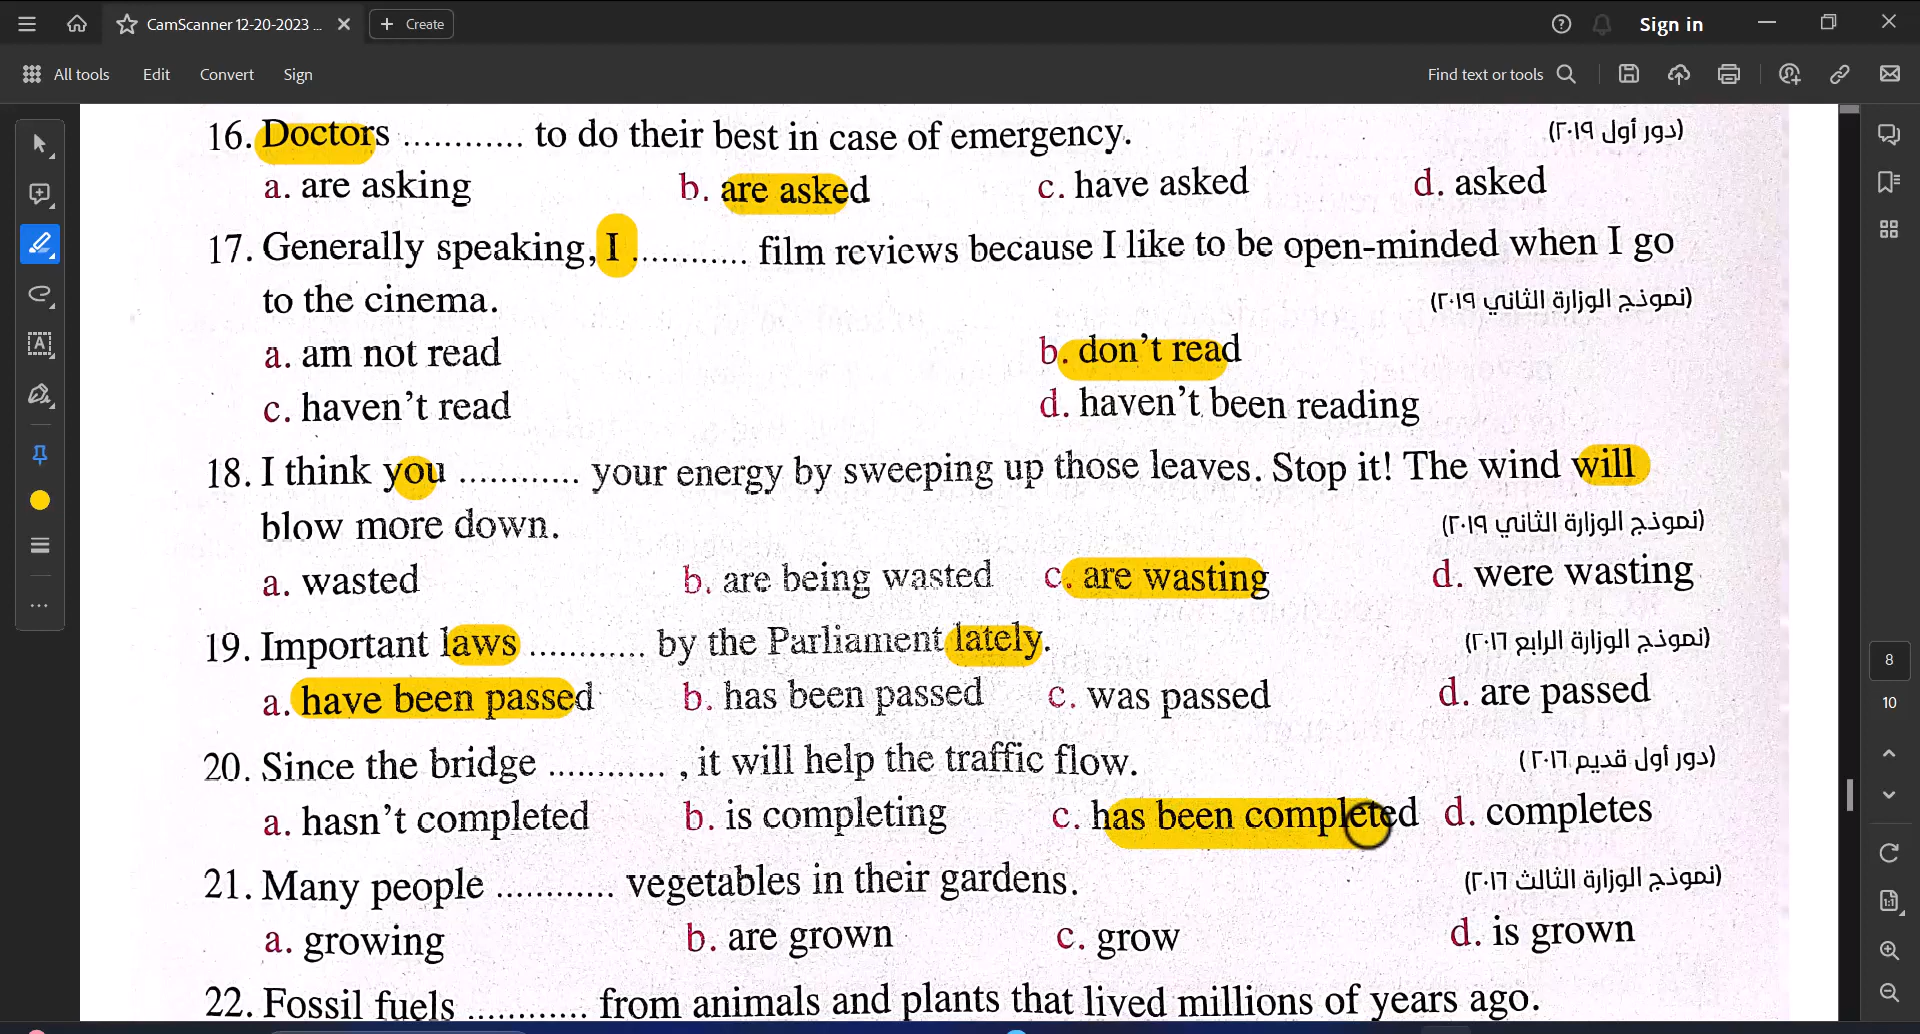 CamScanner 12-20-2023 ...
Create
Sign in
All tools
Edit
Convert
Sign
Find text or tools
16. Doctors ............ to do their best in case of emergency. (دور أول ٢٠١٩)
a. are asking b. are asked c. have asked d. asked
17. Generally speaking, I ............ film reviews because I like to be open-minded when I go
to the cinema. (نموذج الوزارة الثاني ٢٠١٩)
a. am not read b. don't read
c. haven't read d. haven't been reading
18. I think you ............ your energy by sweeping up those leaves. Stop it! The wind will
blow more down. (نموذج الوزارة الثاني ٢٠١٩)
a. wasted b. are being wasted c. are wasting d. were wasting
19. Important laws ............ by the Parliament lately. (نموذج الوزارة الرابع ٢٠١٦)
a. have been passed b. has been passed c. was passed d. are passed
20. Since the bridge ............ , it will help the traffic flow. (دور أول قديم ٢٠١٦)
a. hasn't completed b. is completing c. has been completed d. completes
21. Many people ............ vegetables in their gardens. (نموذج الوزارة الثالث ٢٠١٦)
a. growing b. are grown c. grow d. is grown
22. Fossil fuels ............ from animals and plants that lived millions of years ago.
8
10